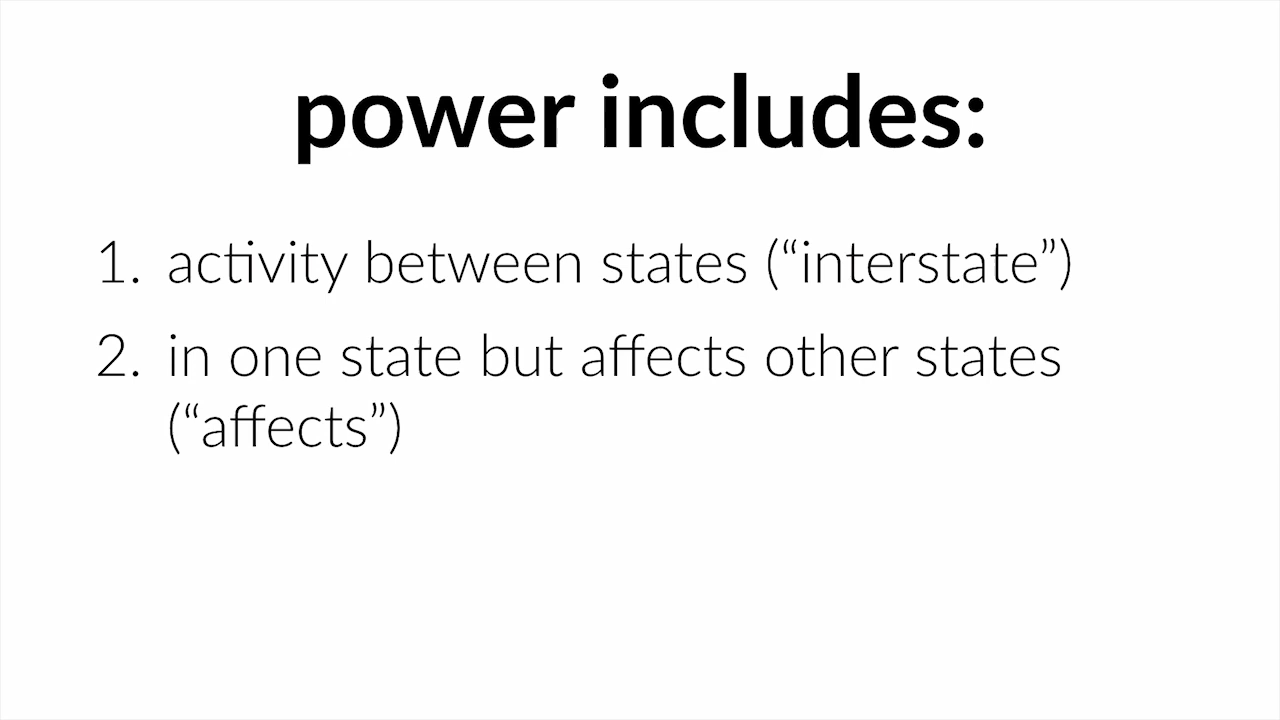 power includes:
1. activity between states (“interstate”)
2. in one state but affects other states
(“affects”)